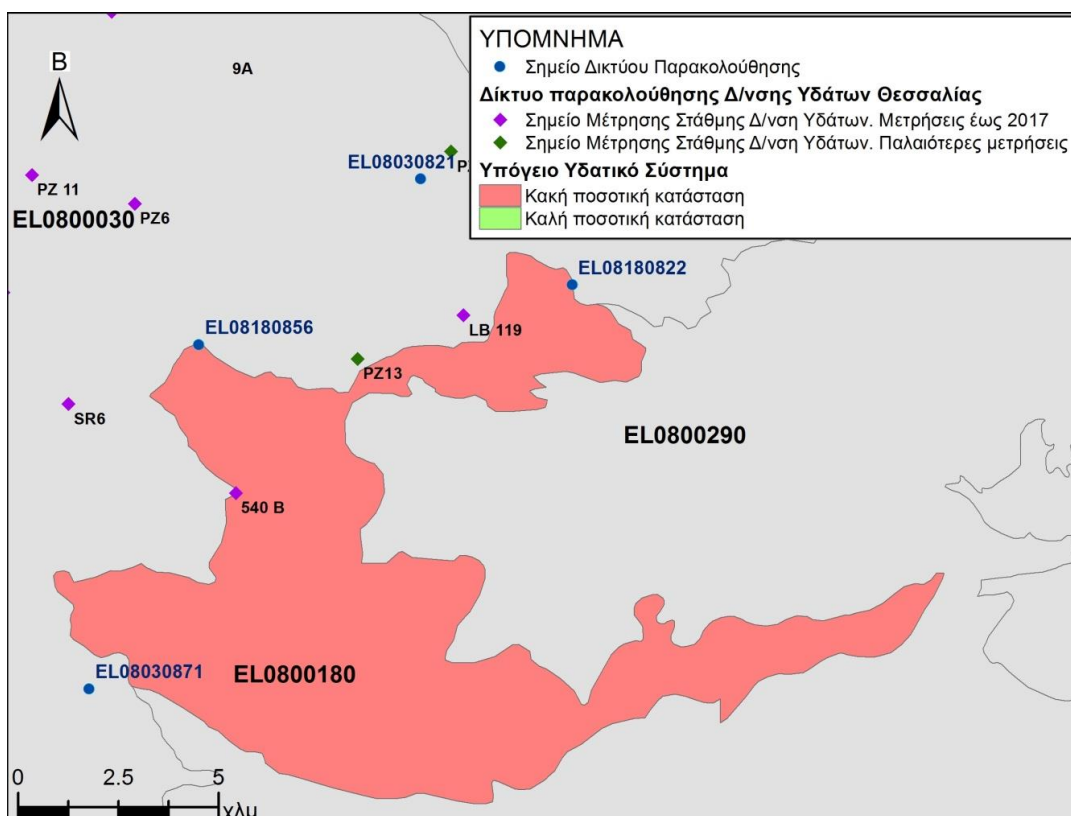 ΥΠΟΜΝΗΜΑ
Σημείο Δικτύου Παρακολούθησης
Δίκτυο παρακολούθησης Δ/νσης Υδάτων Θεσσαλίας
Σημείο Μέτρησης Στάθμης Δ/νση Υδάτων. Μετρήσεις έως 2017
Σημείο Μέτρησης Στάθμης Δ/νση Υδάτων. Παλαιότερες μετρήσεις
Υπόγειο Υδατικό Σύστημα
Κακή ποσοτική κατάσταση
Καλή ποσοτική κατάσταση
Β
9A
EL08030821
PZ 11
PZ6
EL0800030
EL08180822
LB 119
EL08180856
PZ13
SR6
EL0800290
540 B
EL08030871
EL0800180
0 2.5 5
χλμ